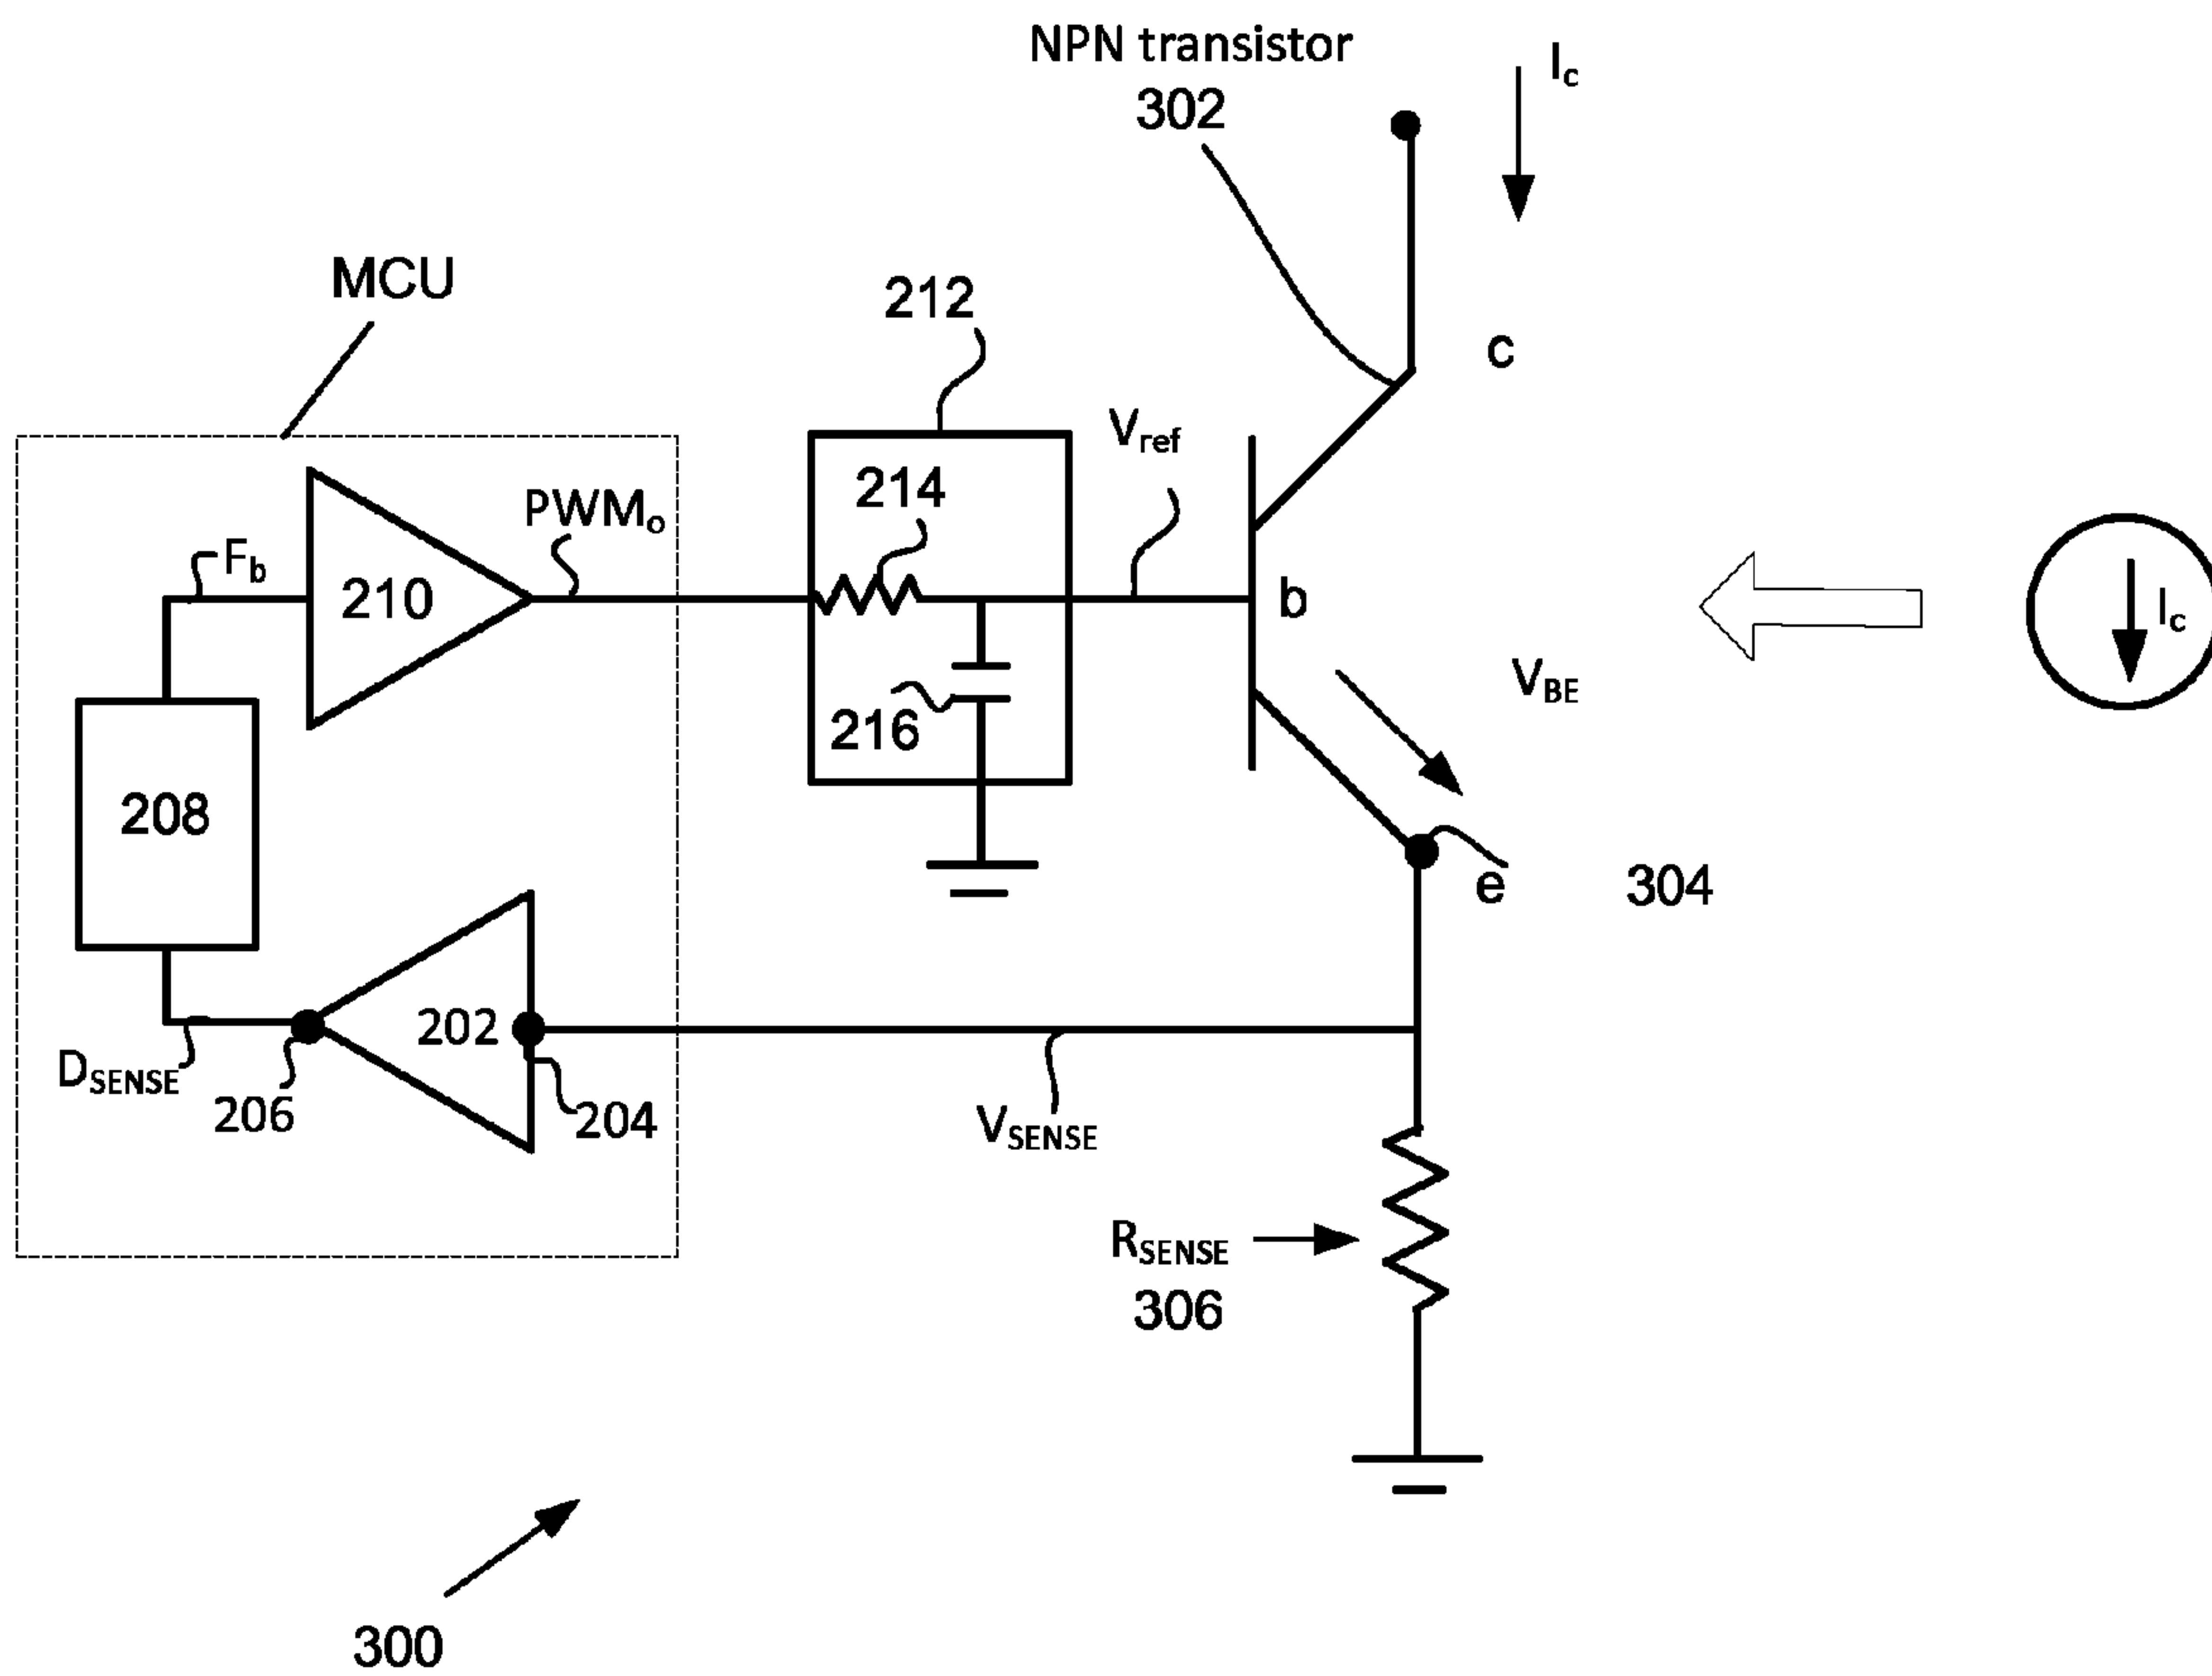 NPN transistor
302
Ic
MCU
212
c
Vref
214
PWMo
Fb
210
b
Ic
VBE
216
208
304
e
202
DSENSE
206
204
VSENSE
RSENSE
306
300